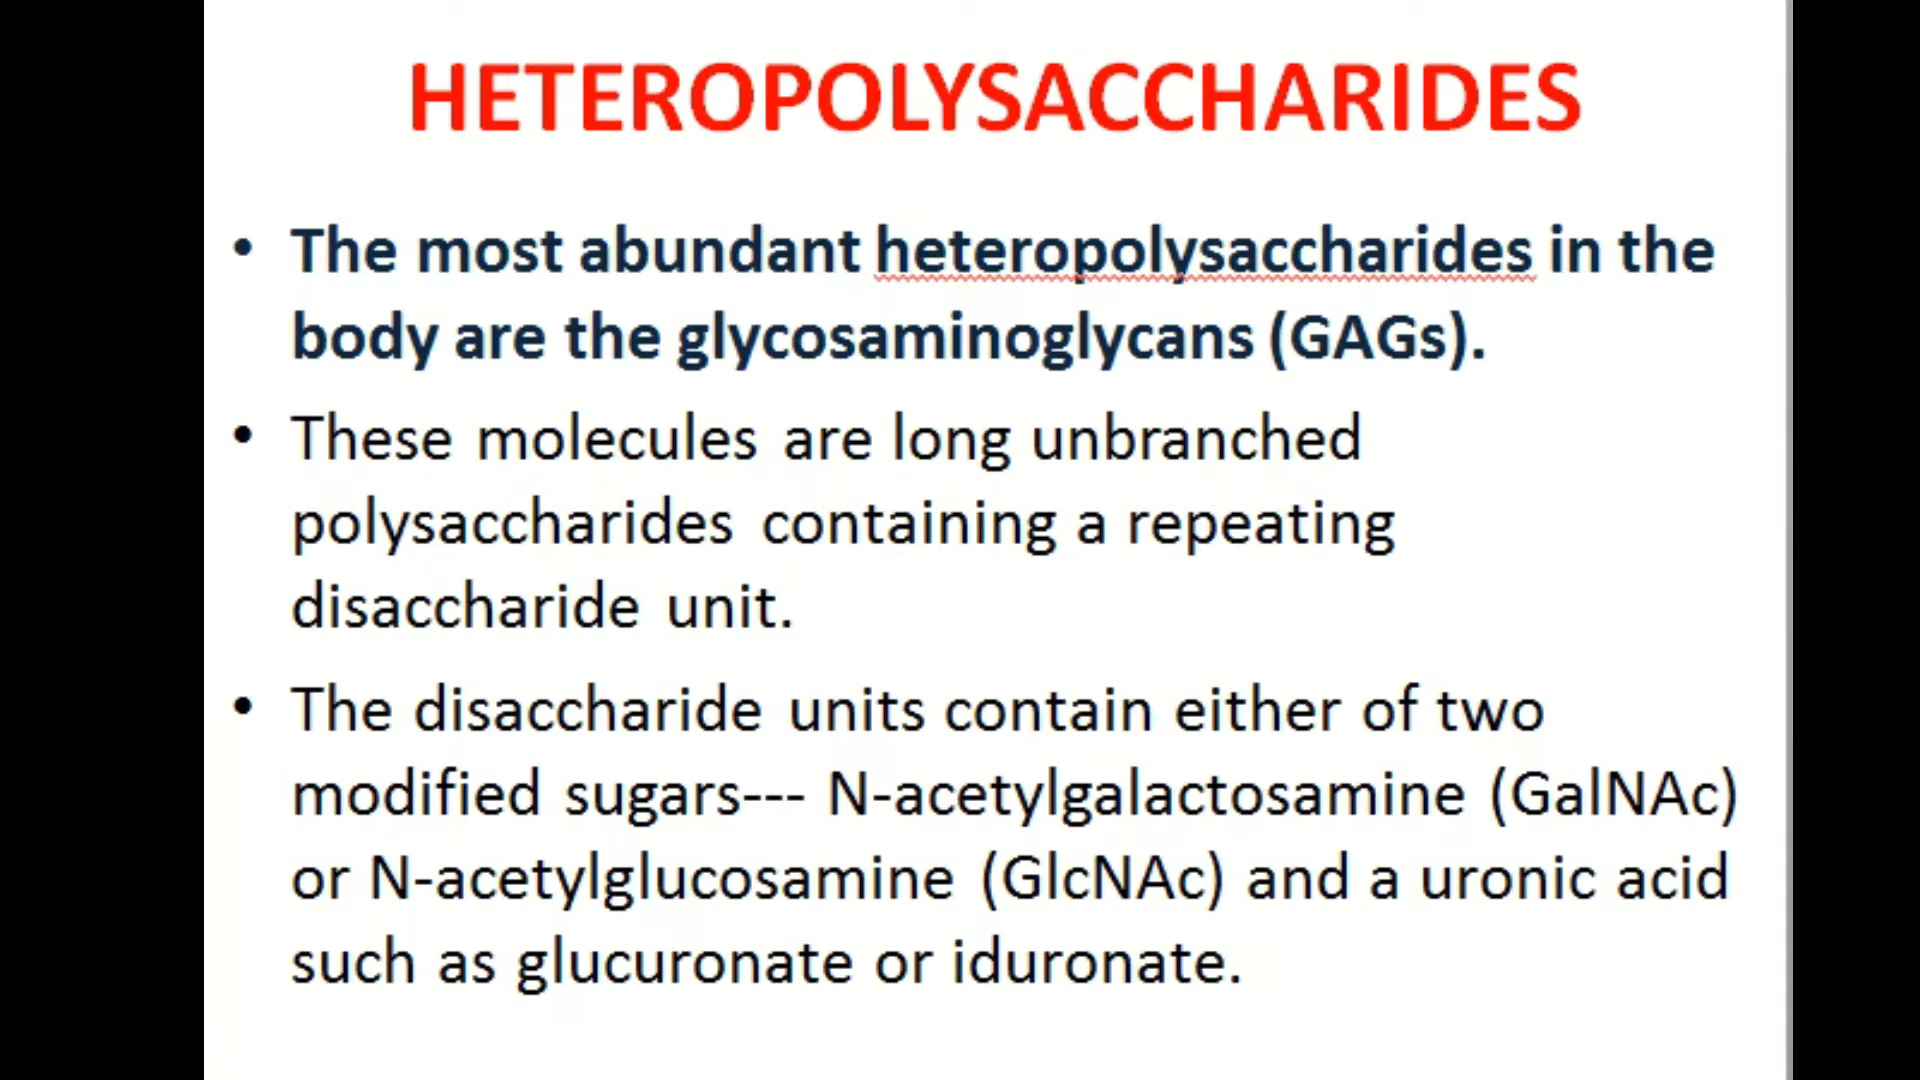 HETEROPOLYSACCHARIDES
• The most abundant heteropolysaccharides in the
body are the glycosaminoglycans (GAGs).
• These molecules are long unbranched
polysaccharides containing a repeating
disaccharide unit.
• The disaccharide units contain either of two
modified sugars--- N-acetylgalactosamine (GalNAc)
or N-acetylglucosamine (GlcNAc) and a uronic acid
such as glucuronate or iduronate.